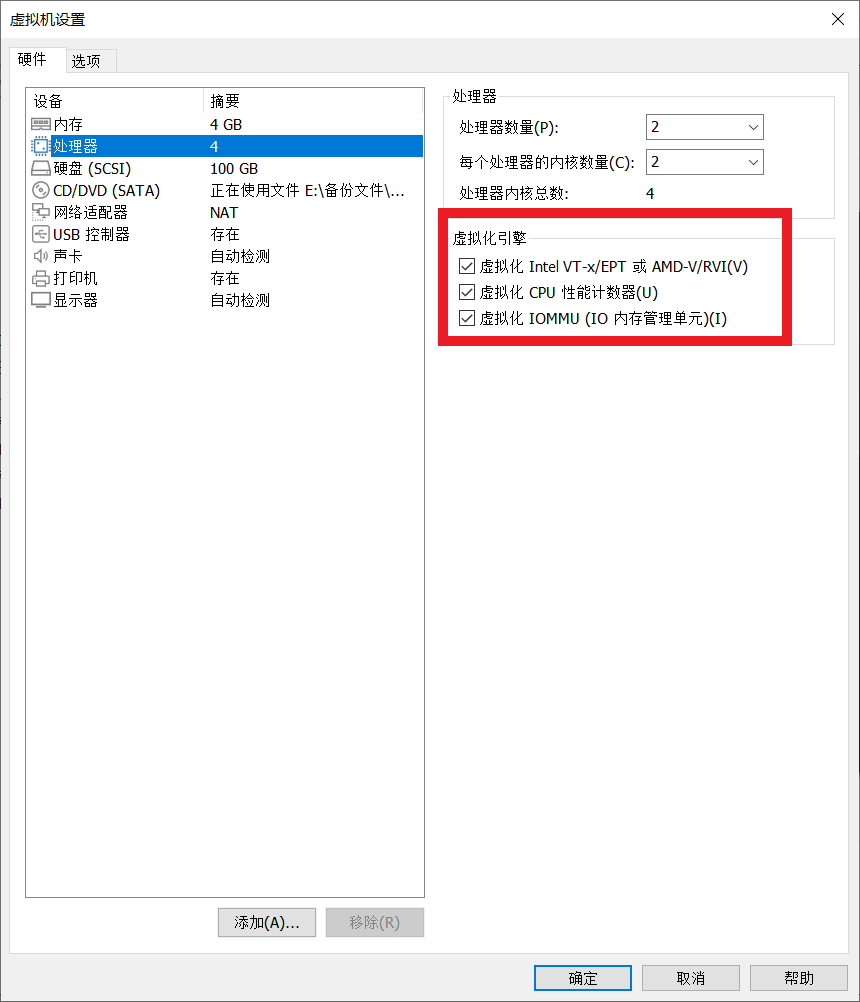 虚拟机设置
硬件 选项
设备 摘要
内存 4 GB
处理器 4
硬盘 (SCSI) 100 GB
CD/DVD (SATA) 正在使用文件 E:\备份文件\...
网络适配器 NAT
USB 控制器 存在
声卡 自动检测
打印机 存在
显示器 自动检测
添加(A)... 移除(R)
处理器
处理器数量(P): 2
每个处理器的内核数量(C): 2
处理器内核总数: 4
虚拟化引擎
虚拟化 Intel VT-x/EPT 或 AMD-V/RVI(V)
虚拟化 CPU 性能计数器(U)
虚拟化 IOMMU (IO 内存管理单元)(I)
确定 取消 帮助